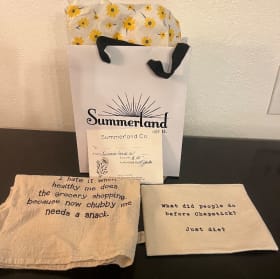 Summerland
Co.
Summerland Co
I hate it when
healthy me does
the grocery shopping
because now chubby me
needs a snack.
What did people do
before Chapstick?
Just die?